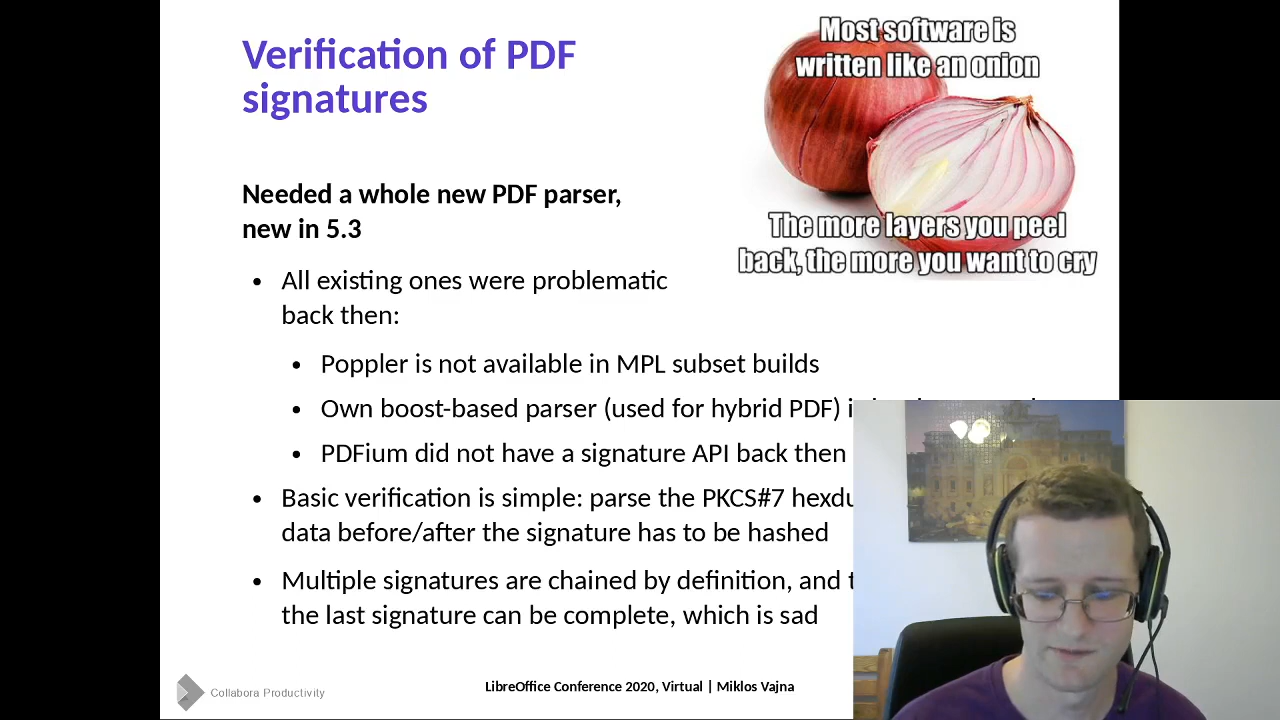 Verification of PDF
signatures
Most software is
written like an onion
The more layers you peel
back, the more you want to cry
Needed a whole new PDF parser,
new in 5.3
• All existing ones were problematic
back then:
• Poppler is not available in MPL subset builds
• Own boost-based parser (used for hybrid PDF)
• PDFium did not have a signature API back then
• Basic verification is simple: parse the PKCS#7
data before/after the signature has to be hashed
• Multiple signatures are chained by definition, and
the last signature can be complete, which is sad
Collabora Productivity
LibreOffice Conference 2020, Virtual | Miklos Vajna